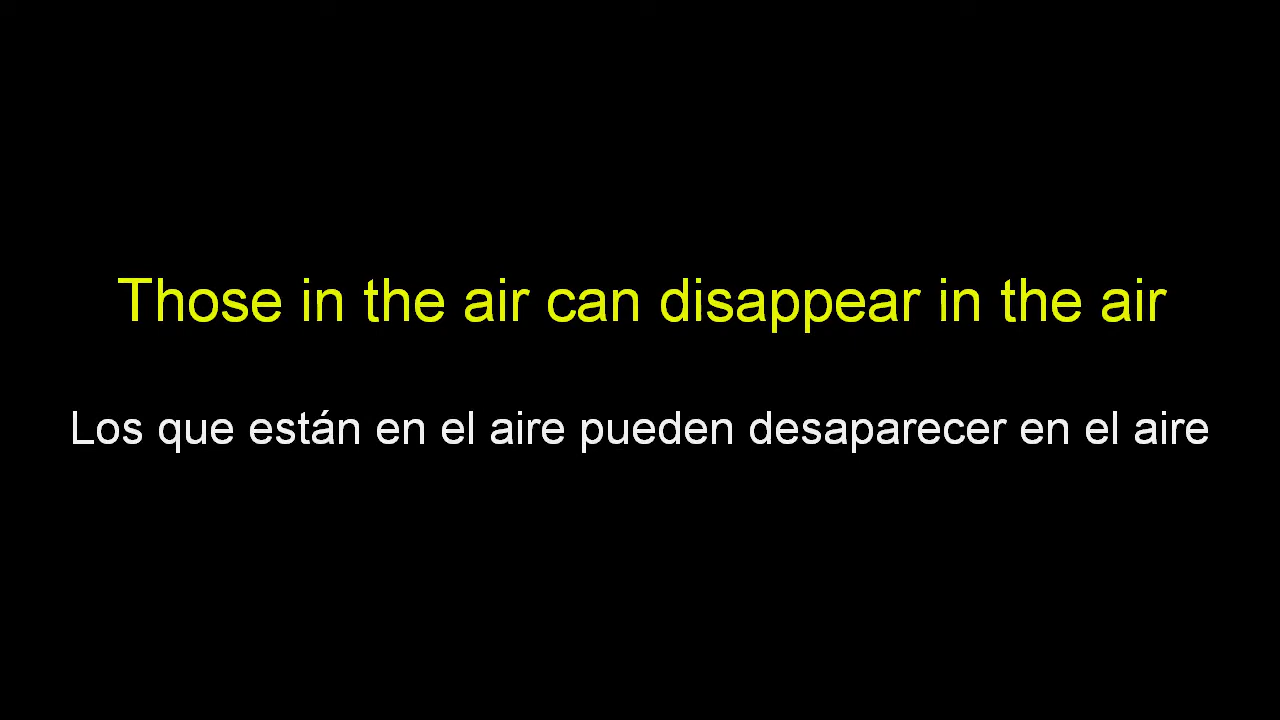 Those in the air can disappear in the air
Los que están en el aire pueden desaparecer en el aire